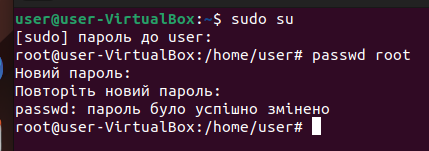 user@user-VirtualBox:~$ sudo su
[sudo] пароль до user:
root@user-VirtualBox:/home/user# passwd root
Новий пароль:
Повторіть новий пароль:
passwd: пароль було успішно змінено
root@user-VirtualBox:/home/user#